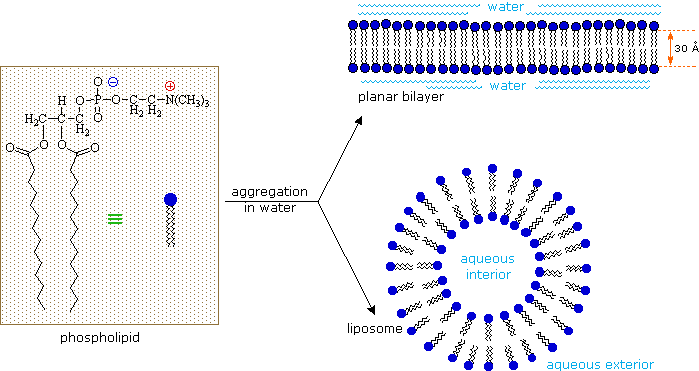 water
30 Å
water
planar bilayer
O
⊖
⊕
O
P
O
C
C
N(CH3)3
H2
H2
H
O
O
H2C
C
C
H2
O
O
O
O
≡
aggregation
in water
aqueous
interior
liposome
phospholipid
aqueous exterior